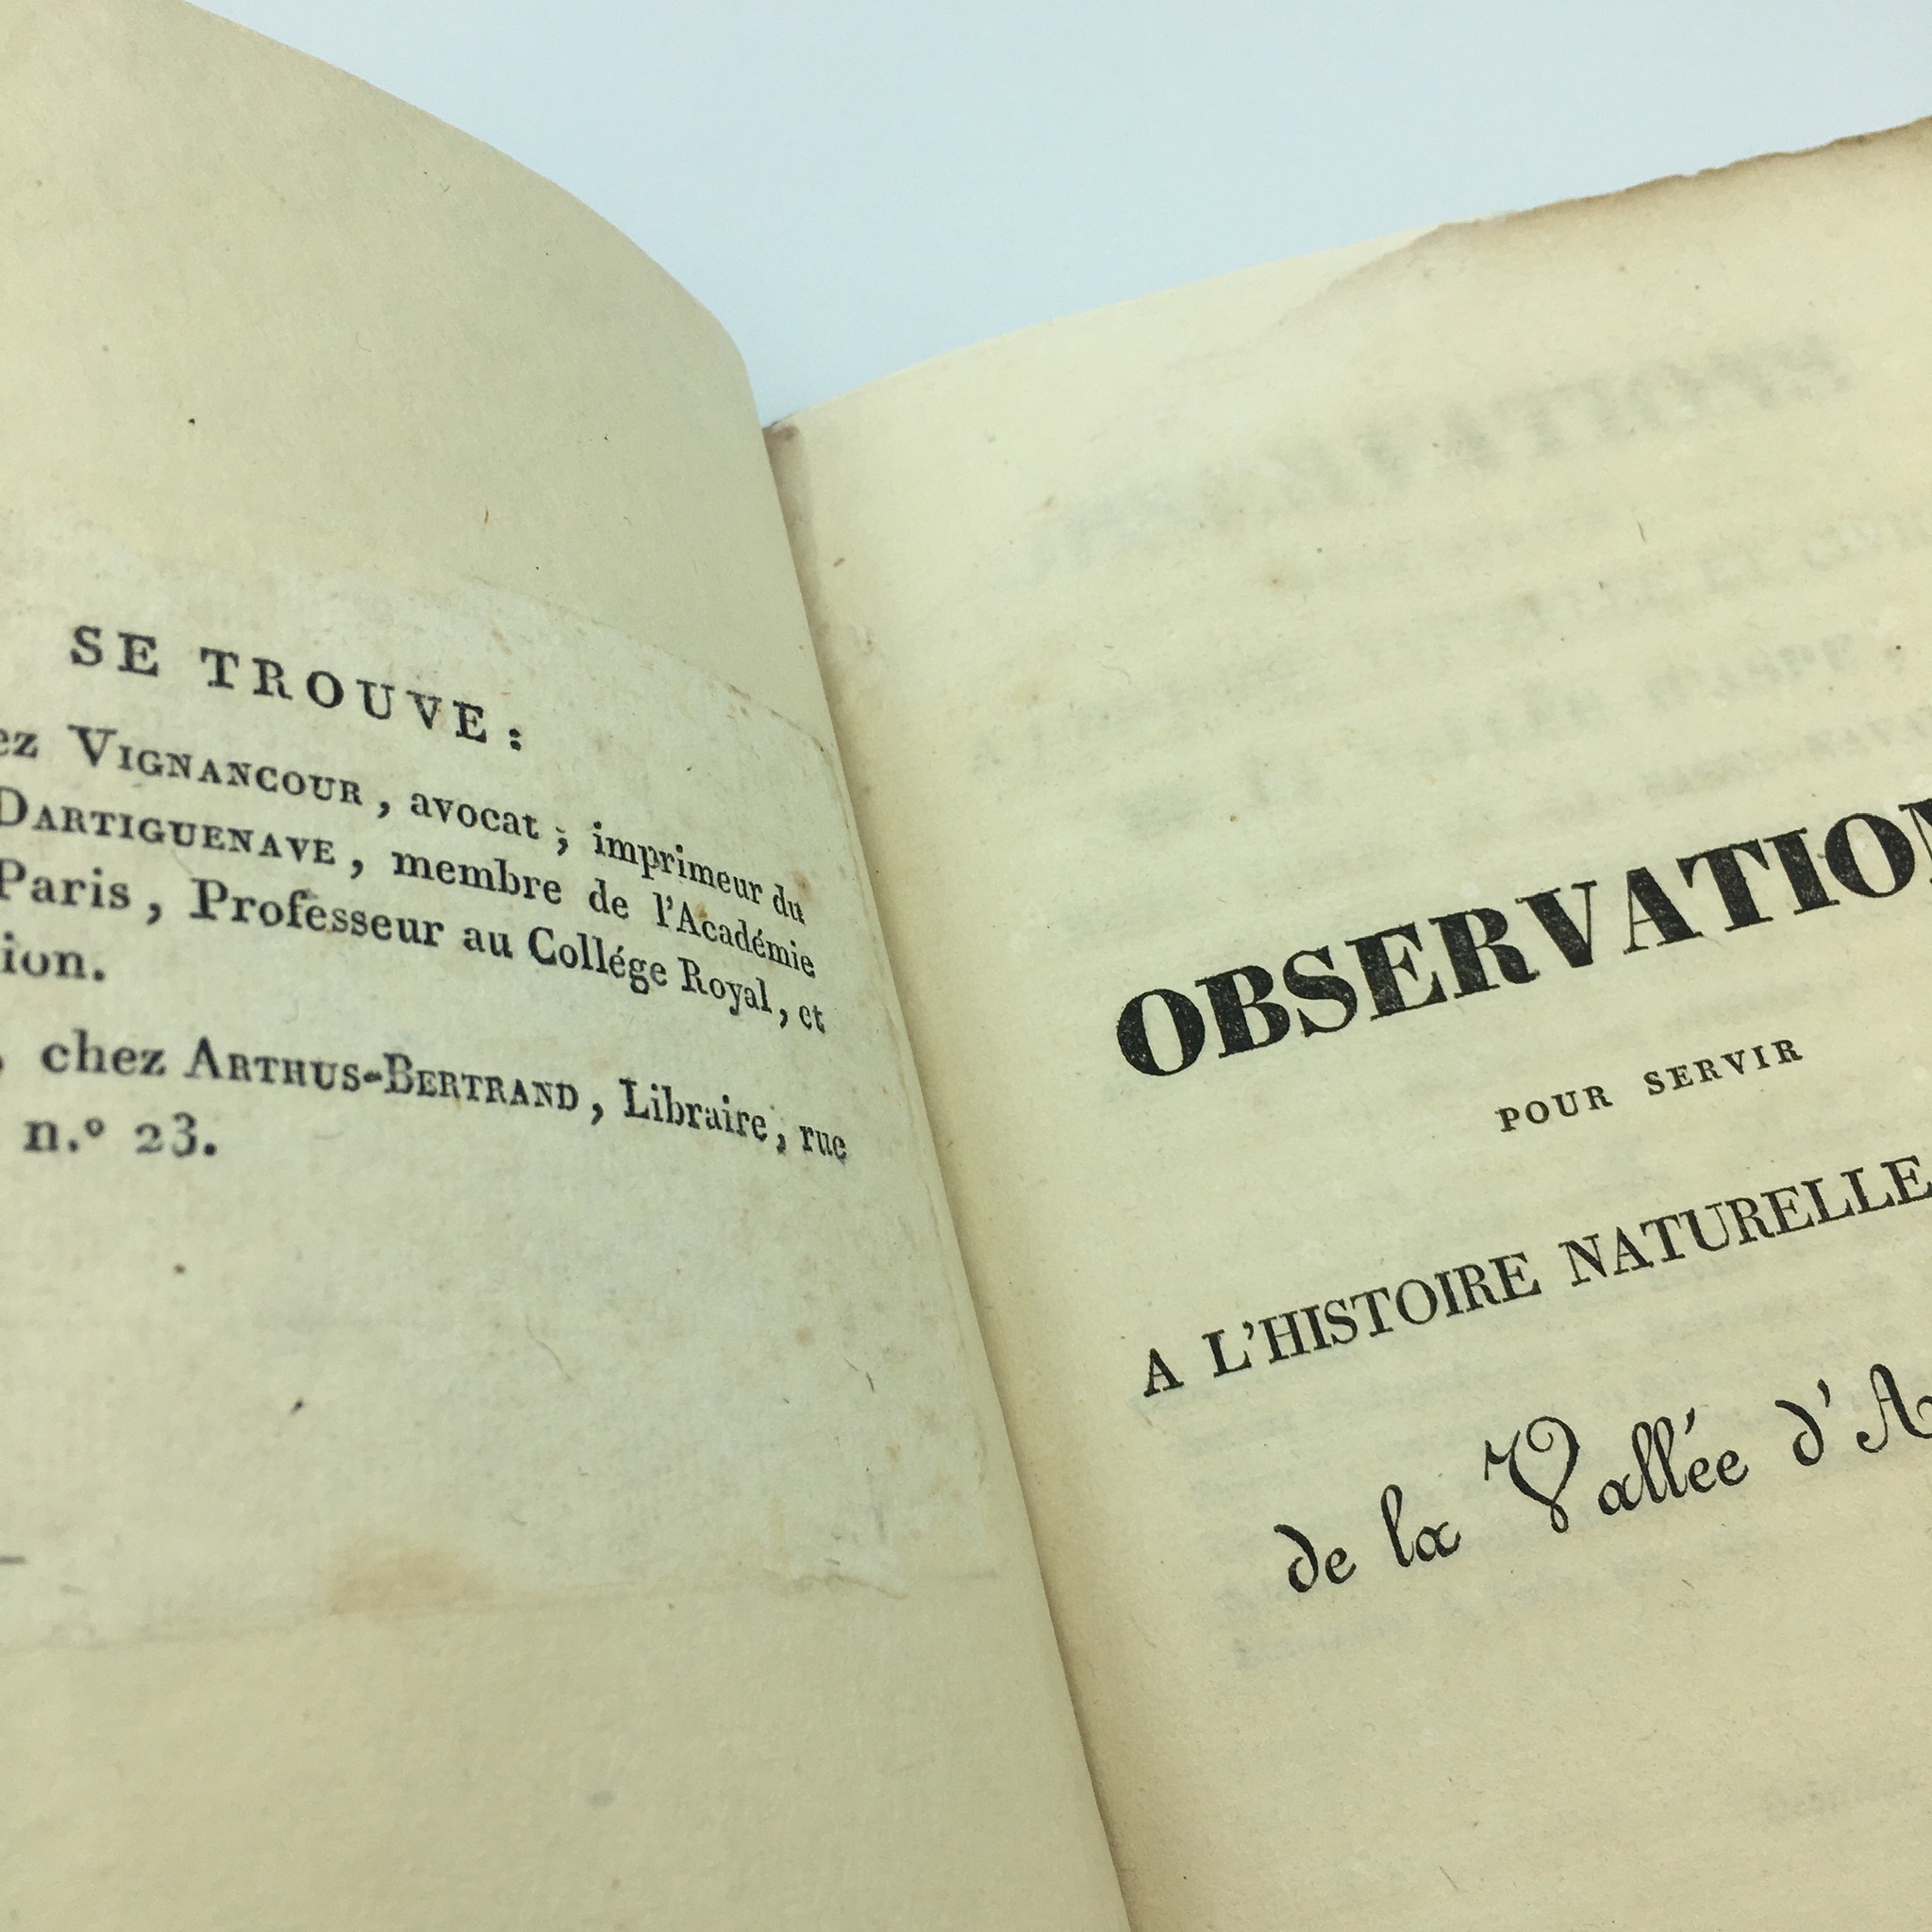 SE TROUVE :
ez VIGNANCOUR , avocat ; imprimeur du
DARTIGUENAVE , membre de l'Académie
Paris , Professeur au Collége Royal , et
ion.
, chez ARTHUS-BERTRAND , Libraire , rue
n.º 23.
OBSERVATION
POUR SERVIR
A L'HISTOIRE NATURELLE
de la Vallée d'A